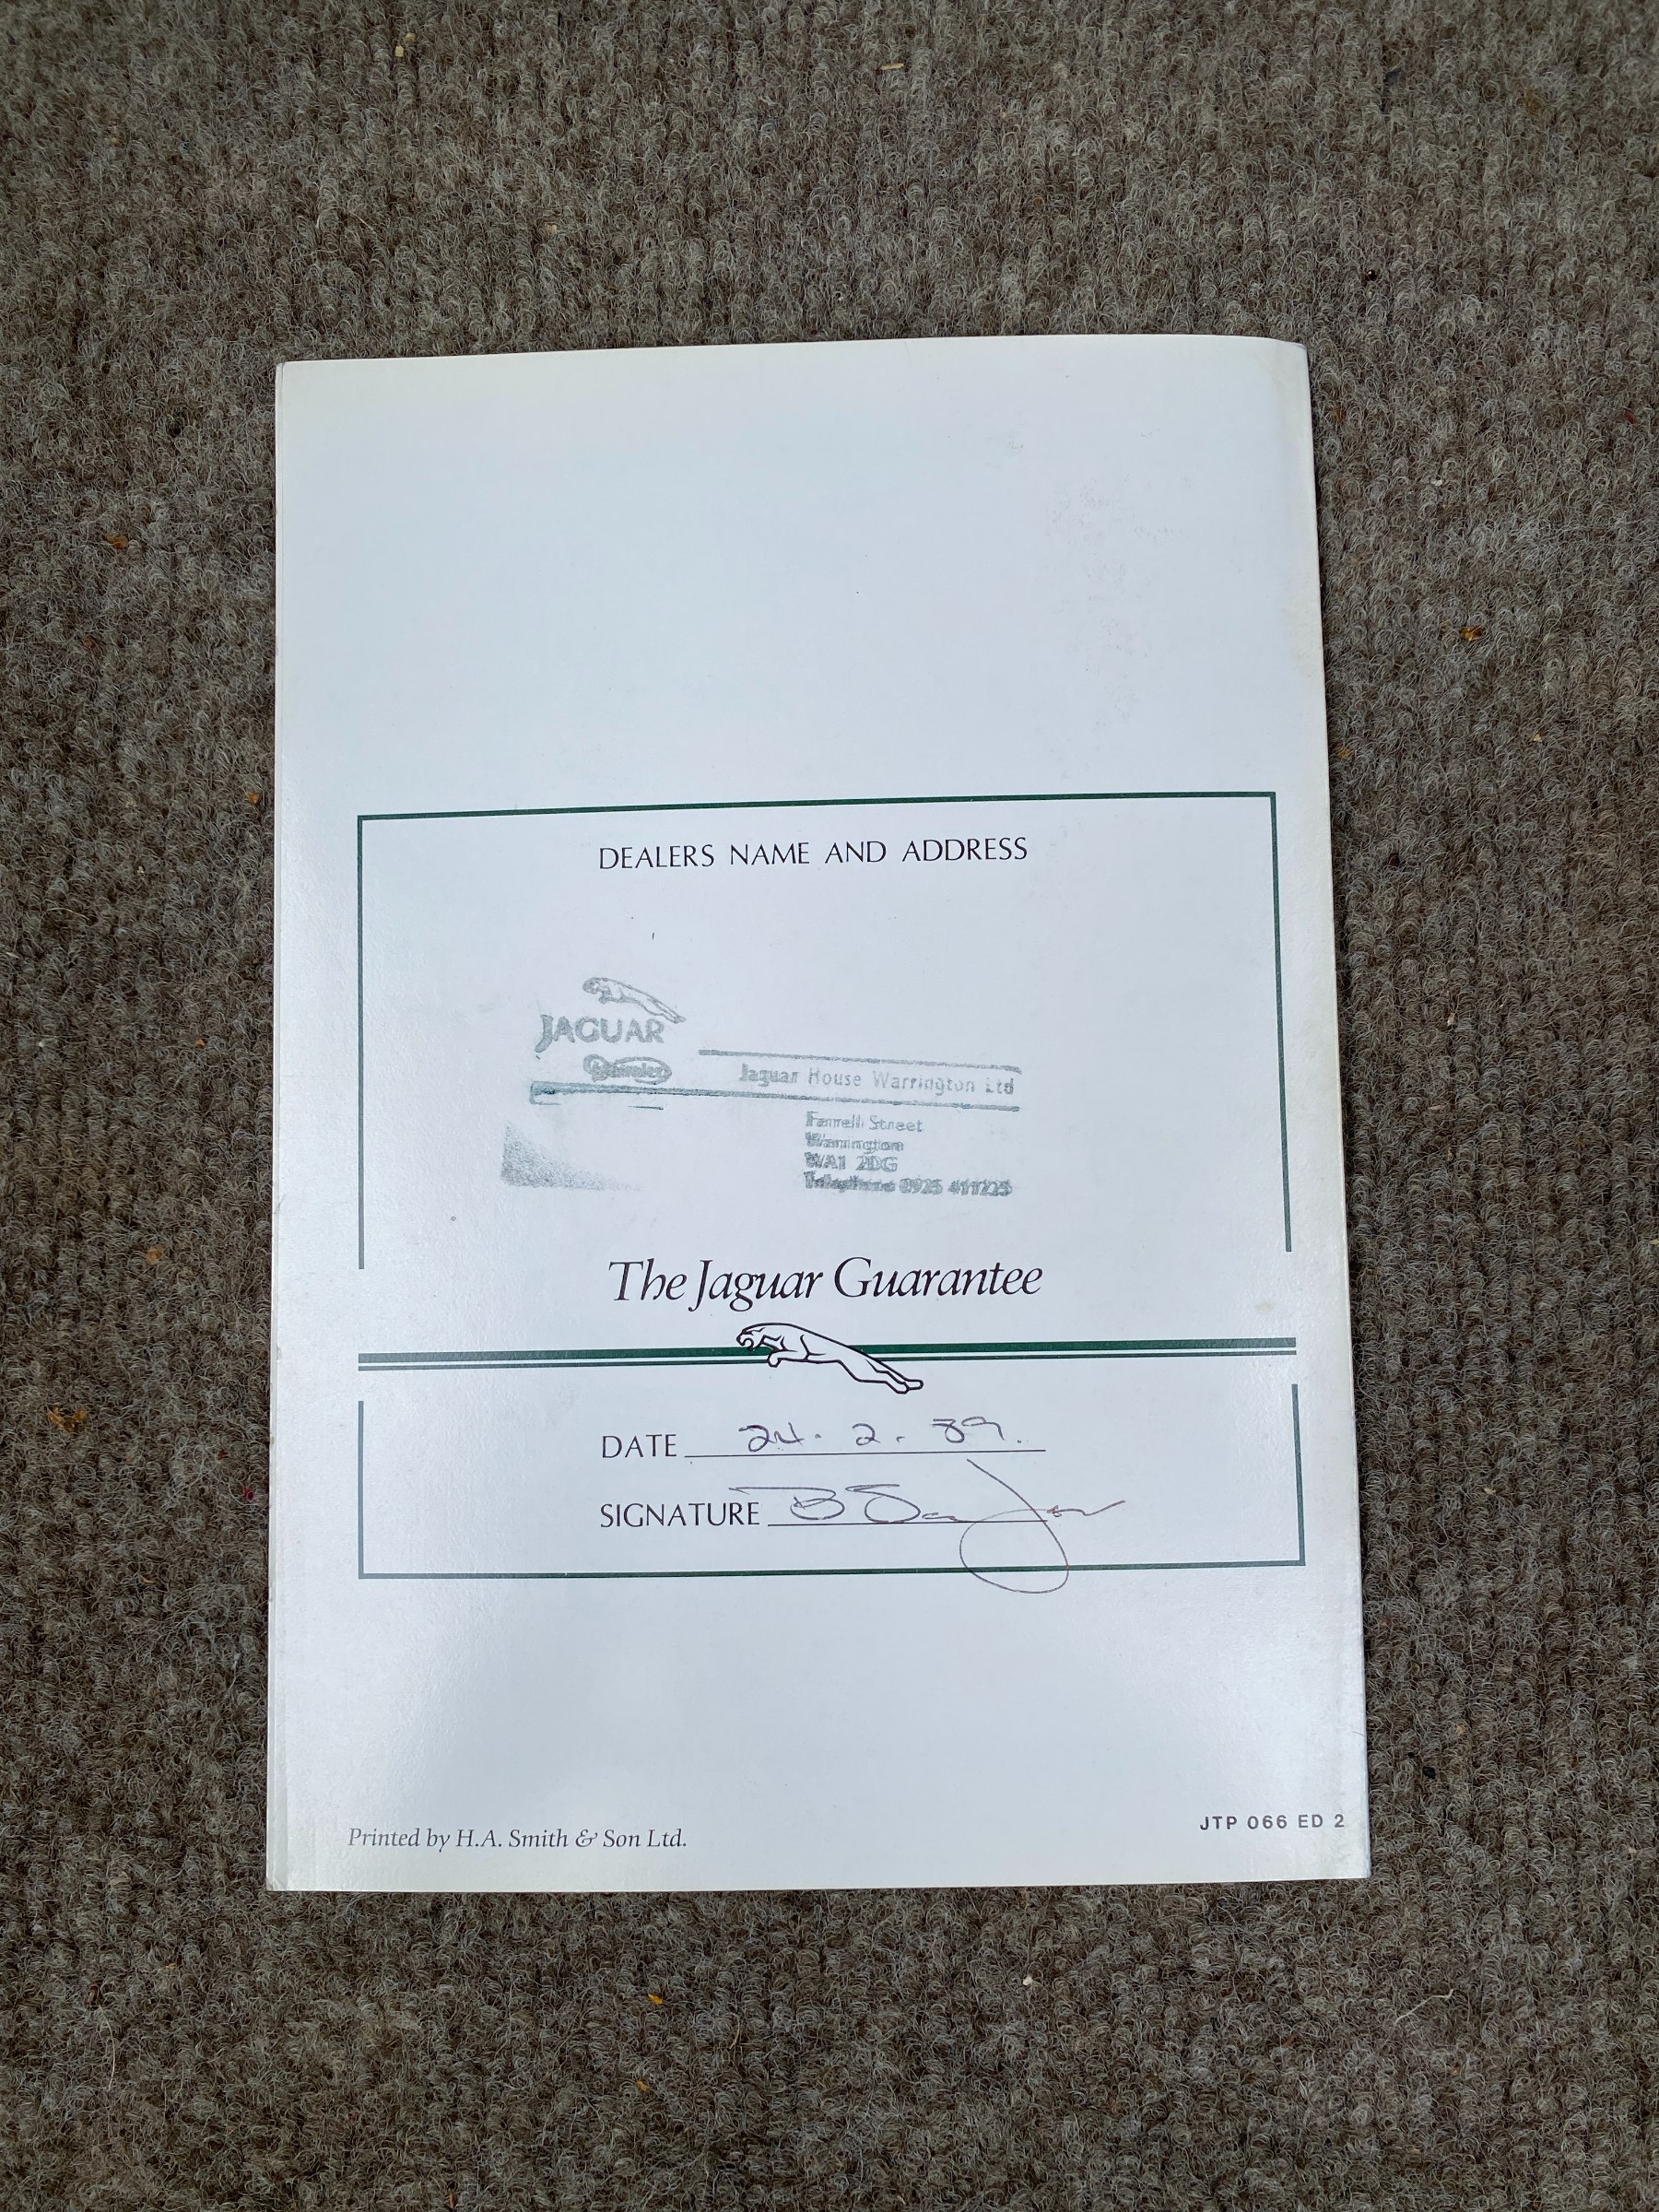 DEALERS NAME AND ADDRESS
JAGUAR
Daimler
Jaguar House Warrington Ltd
Farrell Street
Warrington
WA1 2DG
Telephone 0925 411225
The Jaguar Guarantee
DATE 24. 2. 89.
SIGNATURE B
Printed by H.A. Smith & Son Ltd.
JTP 066 ED 2